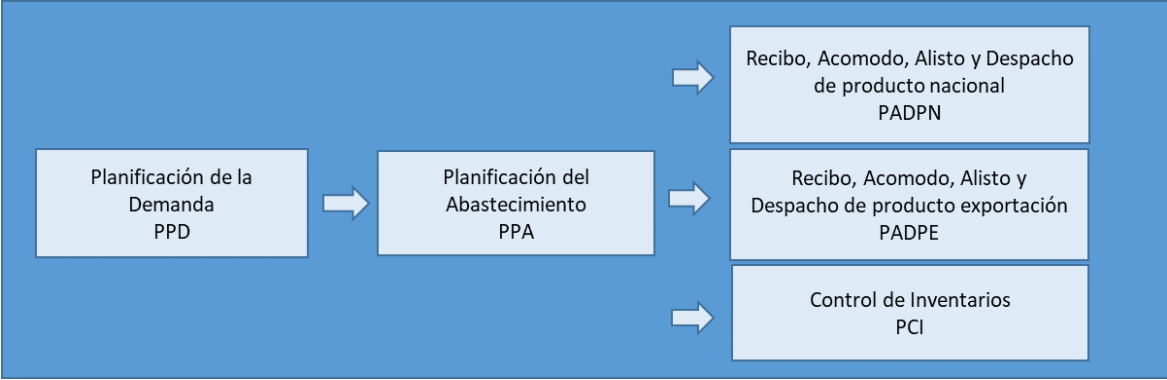 Planificación de la
Demanda
PPD
Planificación del
Abastecimiento
PPA
Recibo, Acomodo, Alisto y Despacho
de producto nacional
PADPN
Recibo, Acomodo, Alisto y
Despacho de producto exportación
PADPE
Control de Inventarios
PCI